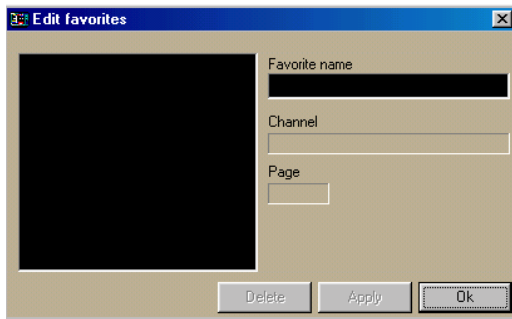 Edit favorites
Favorite name
Channel
Page
Delete
Apply
Ok